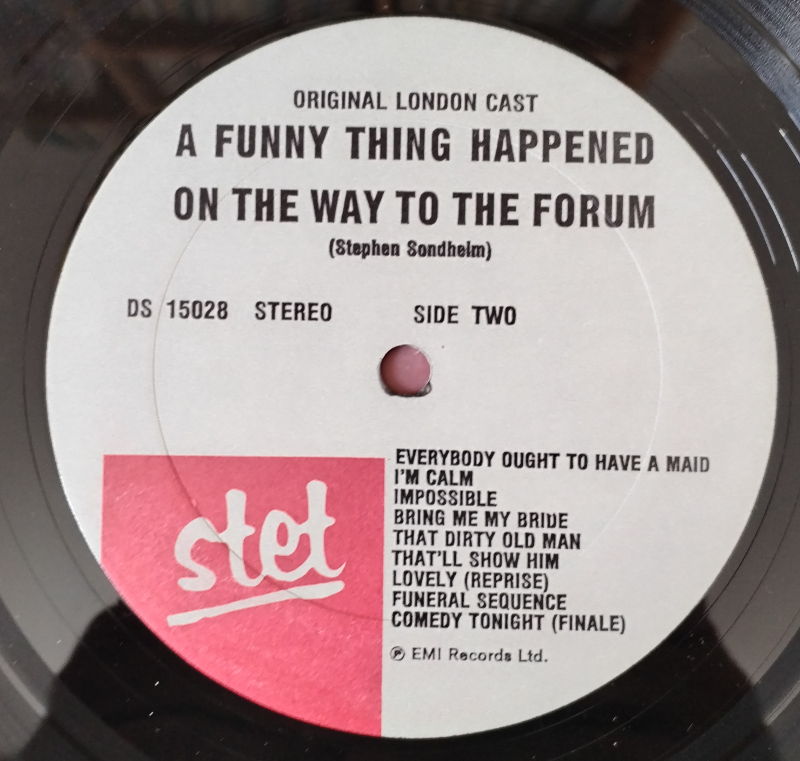 ORIGINAL LONDON CAST
A FUNNY THING HAPPENED
ON THE WAY TO THE FORUM
(Stephen Sondheim)
DS 15028 STEREO SIDE TWO
EVERYBODY OUGHT TO HAVE A MAID
I'M CALM
IMPOSSIBLE
BRING ME MY BRIDE
THAT DIRTY OLD MAN
THAT'LL SHOW HIM
LOVELY (REPRISE)
FUNERAL SEQUENCE
COMEDY TONIGHT (FINALE)
℗ EMI Records Ltd.
stet